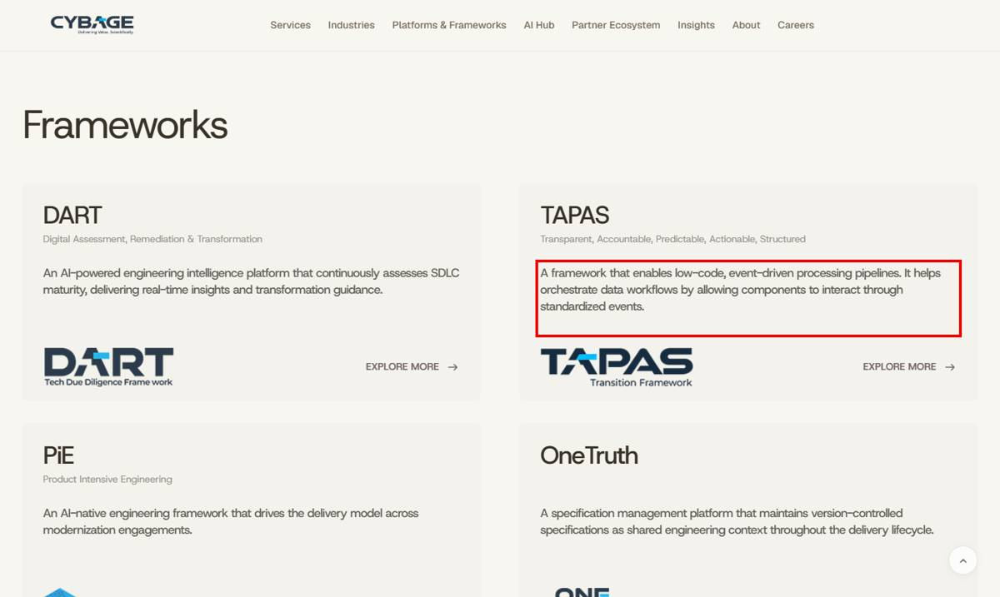 CYBAGE
Delivering Value. Scientifically.
Services Industries Platforms & Frameworks AI Hub Partner Ecosystem Insights About Careers
Frameworks
DART
Digital Assessment, Remediation & Transformation
An AI-powered engineering intelligence platform that continuously assesses SDLC
maturity, delivering real-time insights and transformation guidance.
DART
Tech Due Diligence Frame work
EXPLORE MORE →
TAPAS
Transparent, Accountable, Predictable, Actionable, Structured
A framework that enables low-code, event-driven processing pipelines. It helps
orchestrate data workflows by allowing components to interact through
standardized events.
TAPAS
Transition Framework
EXPLORE MORE →
PiE
Product Intensive Engineering
An AI-native engineering framework that drives the delivery model across
modernization engagements.
OneTruth
A specification management platform that maintains version-controlled
specifications as shared engineering context throughout the delivery lifecycle.
ONE